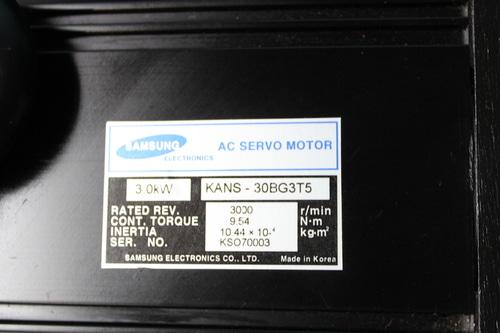 SAMSUNG
ELECTRONICS
AC SERVO MOTOR
3.0kW KANS - 30BG3T5
RATED REV. 3000 r/min
CONT. TORQUE 9.54 N·m
INERTIA 10.44 × 10⁻⁴ kg·m²
SER. NO. KSO70003
SAMSUNG ELECTRONICS CO., LTD. Made in Korea